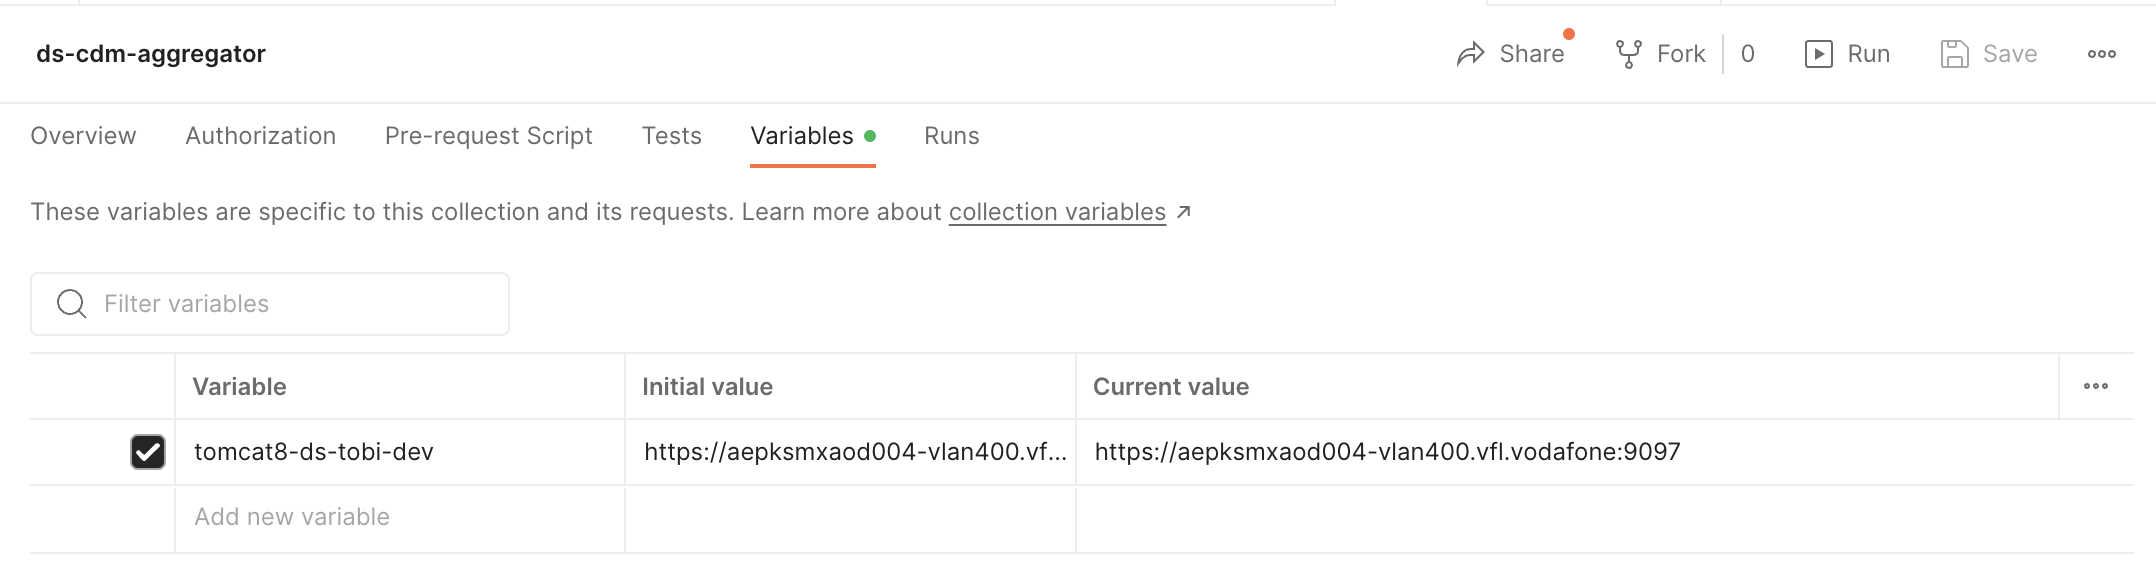 ds-cdm-aggregator
Share Fork 0 Run Save
Overview Authorization Pre-request Script Tests Variables Runs
These variables are specific to this collection and its requests. Learn more about collection variables ↗
Filter variables
Variable Initial value Current value
tomcat8-ds-tobi-dev https://aepksmxaod004-vlan400.vf... https://aepksmxaod004-vlan400.vfl.vodafone:9097
Add new variable